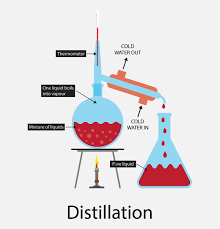 COLD
WATER OUT
Thermometer
One liquid boils
into vapour
Mixture of liquids
COLD
WATER IN
Pure liquid
Distillation